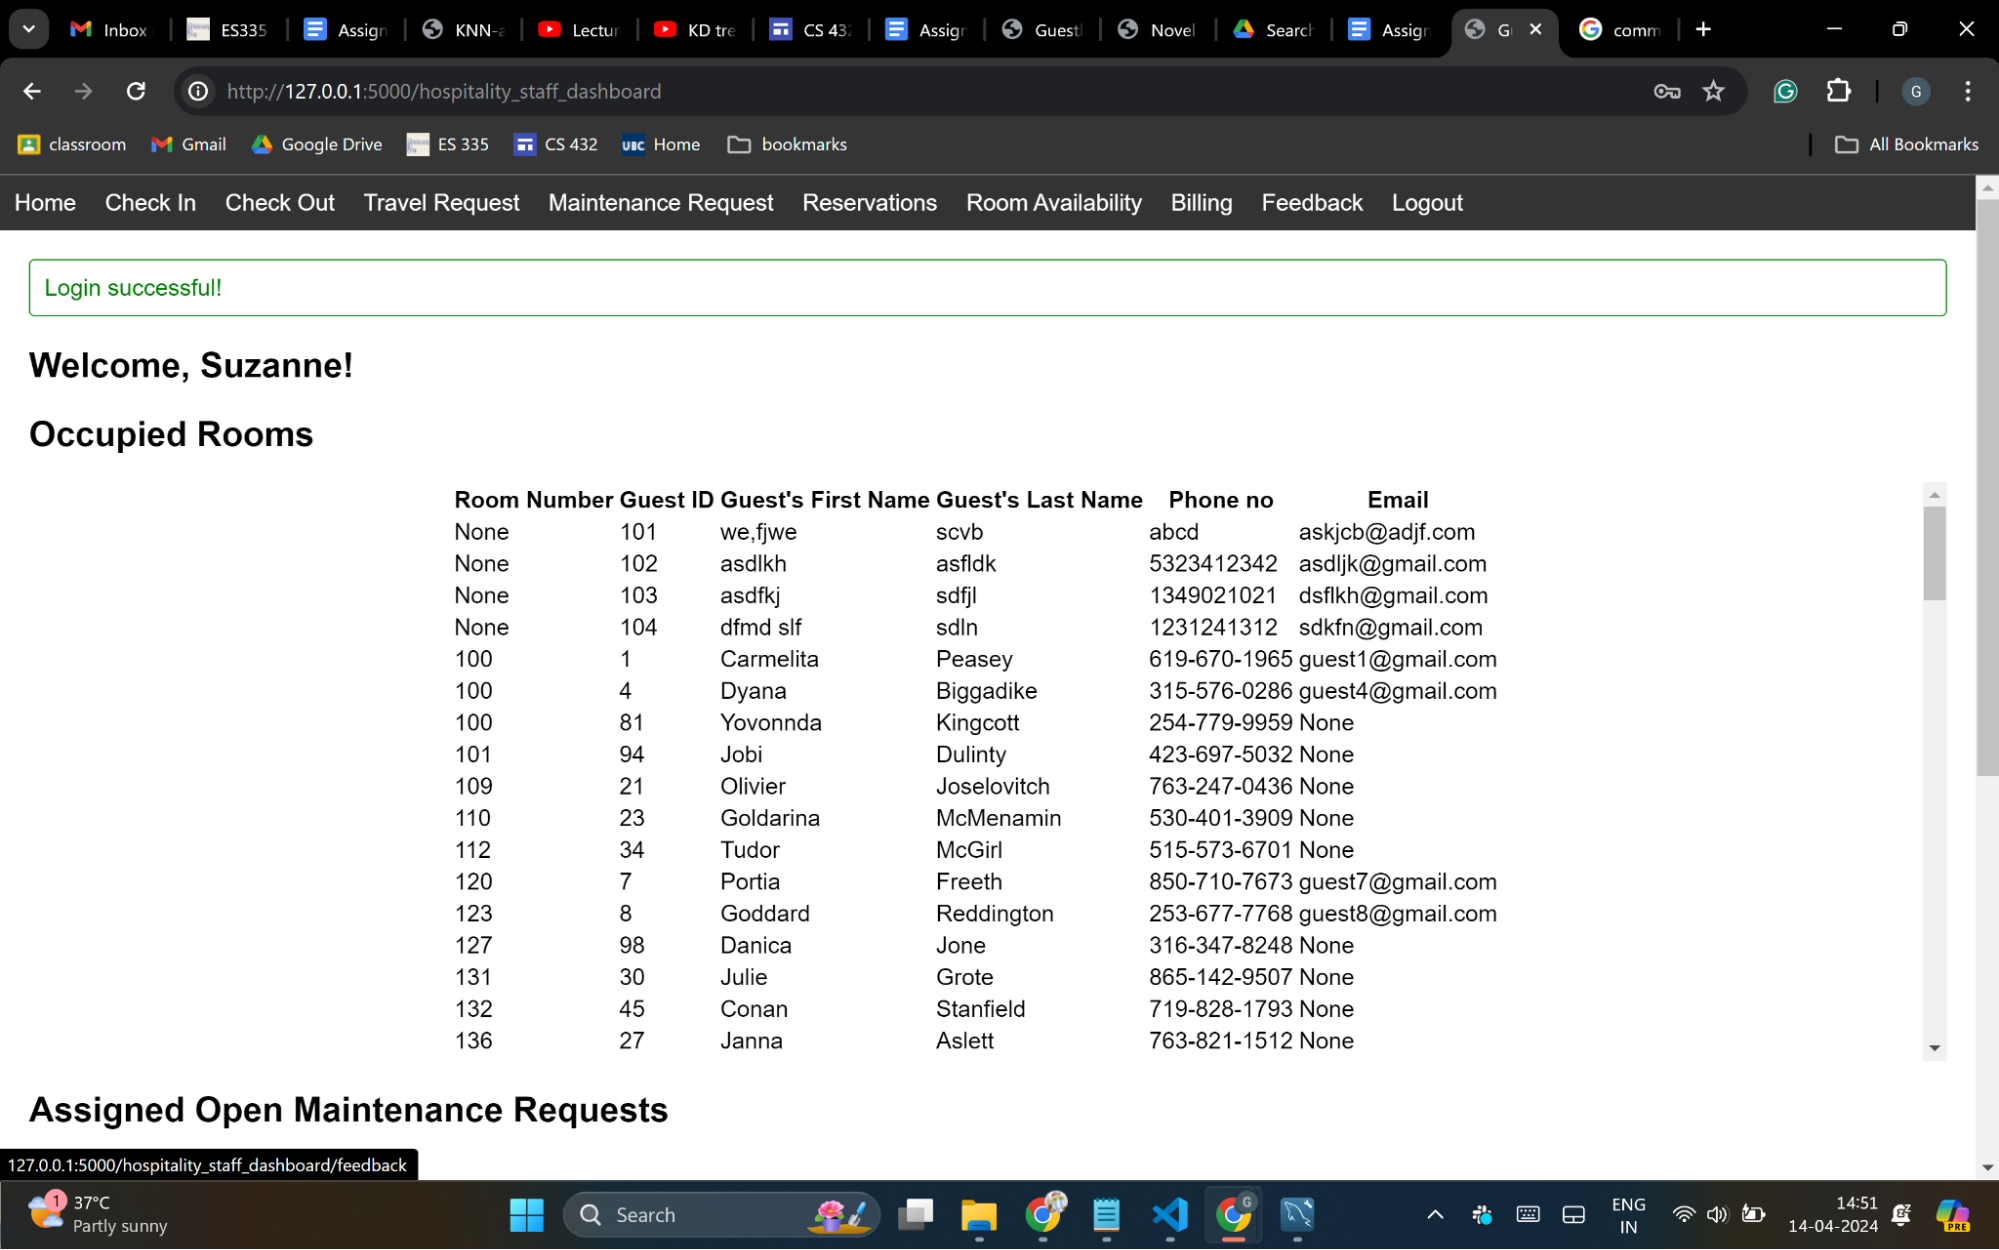 Inbox
ES335
Assign
KNN-a
Lectur
KD tre
CS 432
Assign
Guest
Novel
Search
Assign
G
comm
http://127.0.0.1:5000/hospitality_staff_dashboard
G
classroom Gmail Google Drive ES 335 CS 432 UBC Home bookmarks All Bookmarks
Home Check In Check Out Travel Request Maintenance Request Reservations Room Availability Billing Feedback Logout
Login successful!
Welcome, Suzanne!
Occupied Rooms
Room Number Guest ID Guest's First Name Guest's Last Name Phone no Email
None 101 we,fjwe scvb abcd askjcb@adjf.com
None 102 asdlkh asfldk 5323412342 asdljk@gmail.com
None 103 asdfkj sdfjl 1349021021 dsflkh@gmail.com
None 104 dfmd slf sdln 1231241312 sdkfn@gmail.com
100 1 Carmelita Peasey 619-670-1965 guest1@gmail.com
100 4 Dyana Biggadike 315-576-0286 guest4@gmail.com
100 81 Yovonnda Kingcott 254-779-9959 None
101 94 Jobi Dulinty 423-697-5032 None
109 21 Olivier Joselovitch 763-247-0436 None
110 23 Goldarina McMenamin 530-401-3909 None
112 34 Tudor McGirl 515-573-6701 None
120 7 Portia Freeth 850-710-7673 guest7@gmail.com
123 8 Goddard Reddington 253-677-7768 guest8@gmail.com
127 98 Danica Jone 316-347-8248 None
131 30 Julie Grote 865-142-9507 None
132 45 Conan Stanfield 719-828-1793 None
136 27 Janna Aslett 763-821-1512 None
Assigned Open Maintenance Requests
127.0.0.1:5000/hospitality_staff_dashboard/feedback
1
37°C
Partly sunny
Search
G
ENG
IN
14:51
14-04-2024
PRE